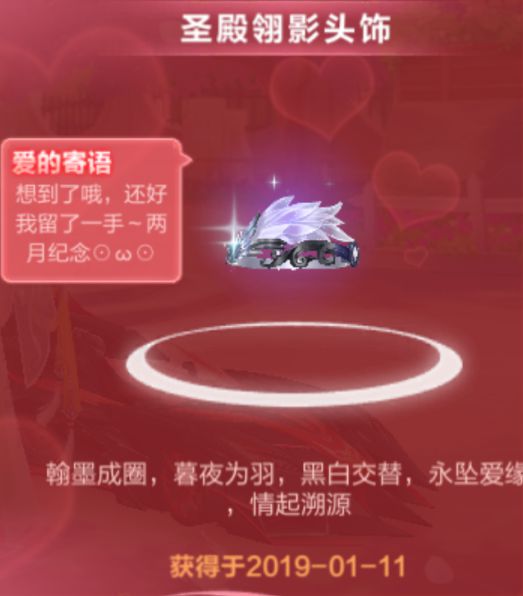 圣殿翎影头饰
爱的寄语
想到了哦，还好
我留了一手~两
月纪念⊙ω⊙
翰墨成圈，暮夜为羽，黑白交替，永坠爱缘
，情起溯源
获得于2019-01-11